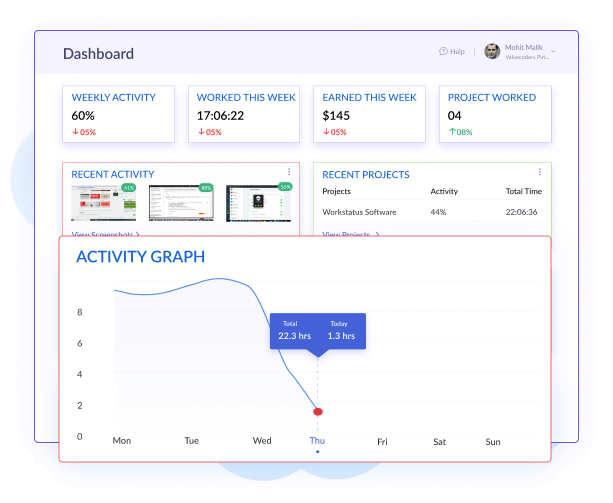 Dashboard
Help
Mohit Malik
Valuecoders Pvt...
WEEKLY ACTIVITY
60%
05%
WORKED THIS WEEK
17:06:22
05%
EARNED THIS WEEK
$145
05%
PROJECT WORKED
04
08%
RECENT ACTIVITY
61%
80%
View Screenshots
RECENT PROJECTS
Projects Activity Total Time
Workstatus Software 44% 22:06:36
View Projects
ACTIVITY GRAPH
Total Today
22.3 hrs 1.3 hrs
8
6
4
2
0
Mon Tue Wed Thu Fri Sat Sun